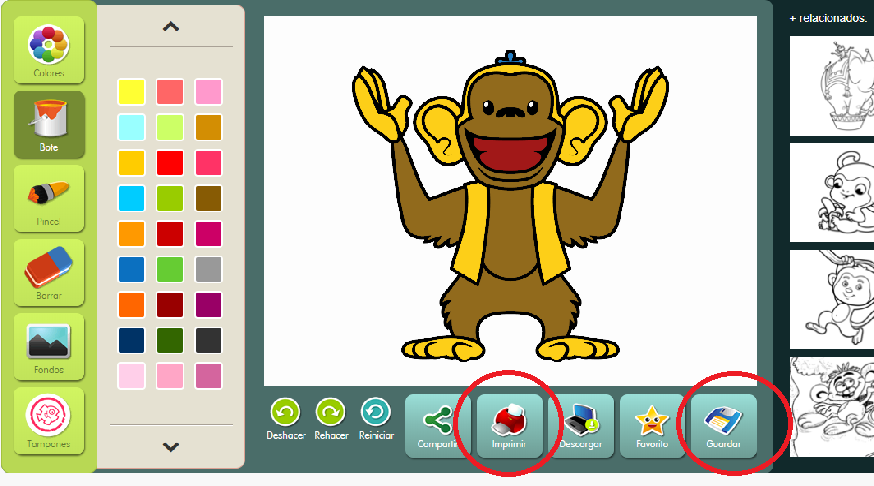 + relacionados.
Colores
Bote
Pincel
Borrar
Fondos
Tampones
Deshacer
Rehacer
Reiniciar
Compartir
Imprimir
Descargar
Favorito
Guardar